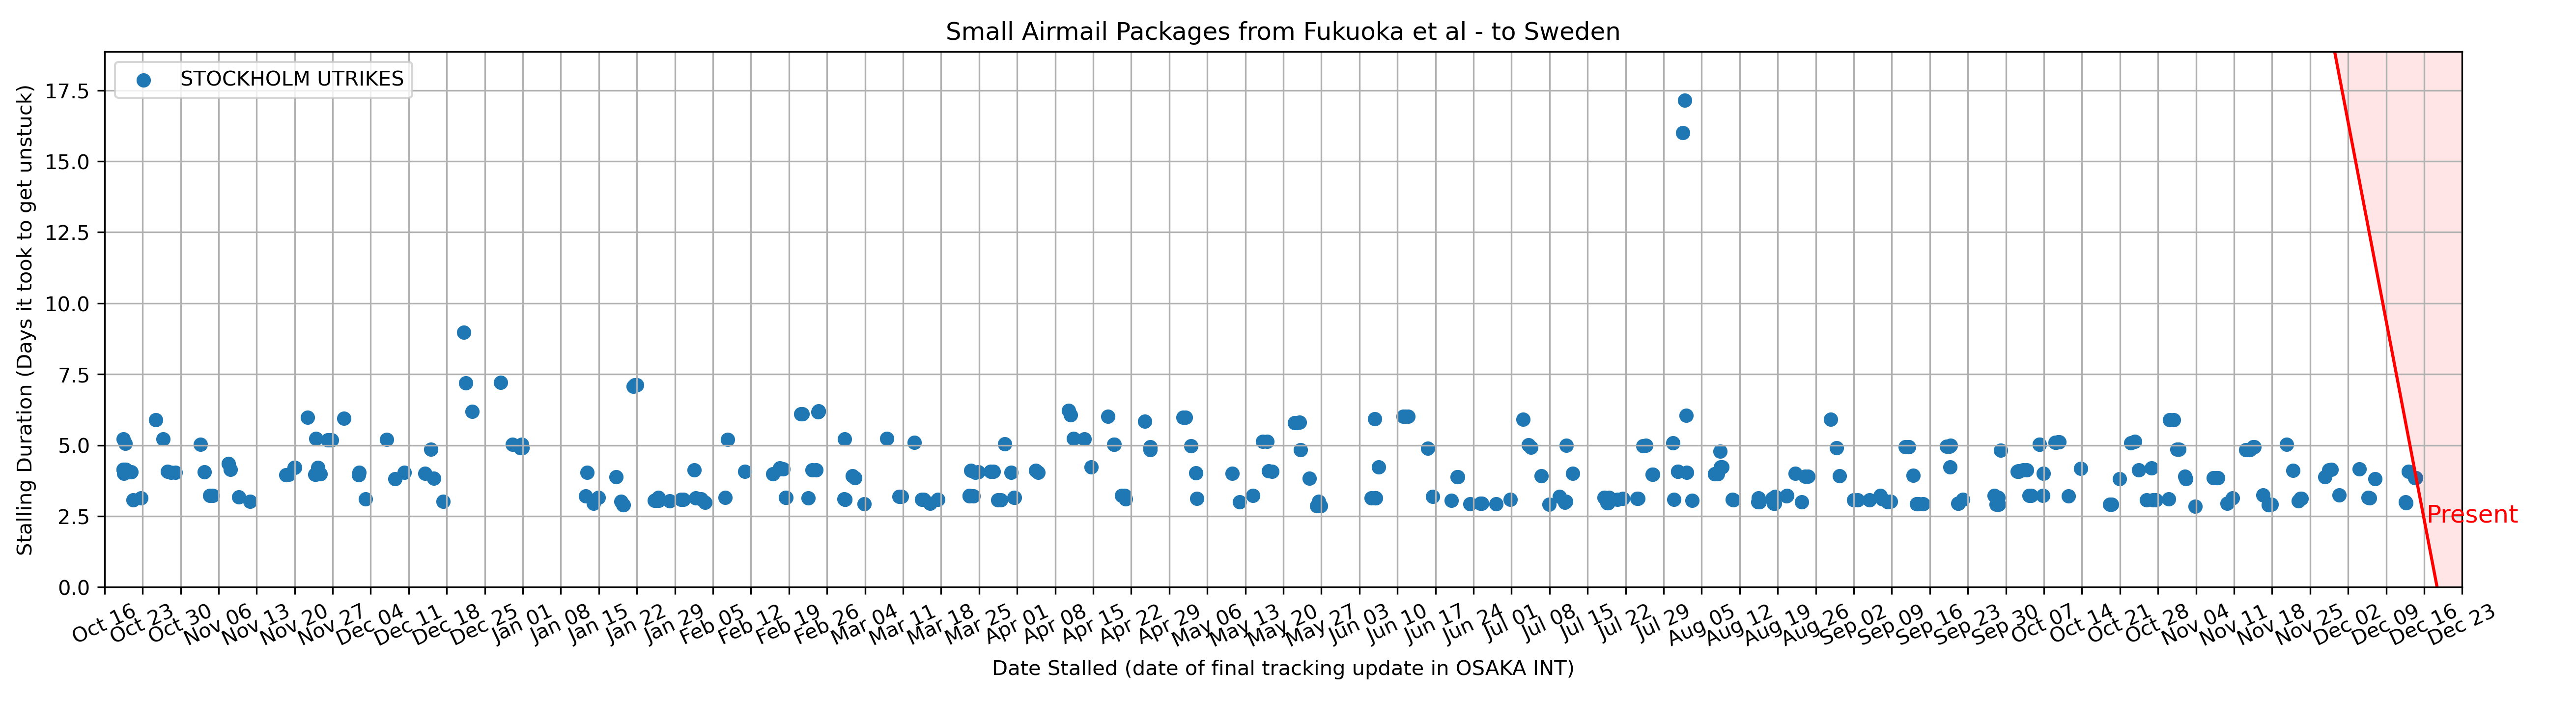 Small Airmail Packages from Fukuoka et al - to Sweden
STOCKHOLM UTRIKES
Stalling Duration (Days it took to get unstuck)
17.5
15.0
12.5
10.0
7.5
5.0
2.5
0.0
Present
Oct 16 Oct 23 Oct 30 Nov 06 Nov 13 Nov 20 Nov 27 Dec 04 Dec 11 Dec 18 Dec 25 Jan 01 Jan 08 Jan 15 Jan 22 Jan 29 Feb 05 Feb 12 Feb 19 Feb 26 Mar 04 Mar 11 Mar 18 Mar 25 Apr 01 Apr 08 Apr 15 Apr 22 Apr 29 May 06 May 13 May 20 May 27 Jun 03 Jun 10 Jun 17 Jun 24 Jul 01 Jul 08 Jul 15 Jul 22 Jul 29 Aug 05 Aug 12 Aug 19 Aug 26 Sep 02 Sep 09 Sep 16 Sep 23 Sep 30 Oct 07 Oct 14 Oct 21 Oct 28 Nov 04 Nov 11 Nov 18 Nov 25 Dec 02 Dec 09 Dec 16 Dec 23
Date Stalled (date of final tracking update in OSAKA INT)